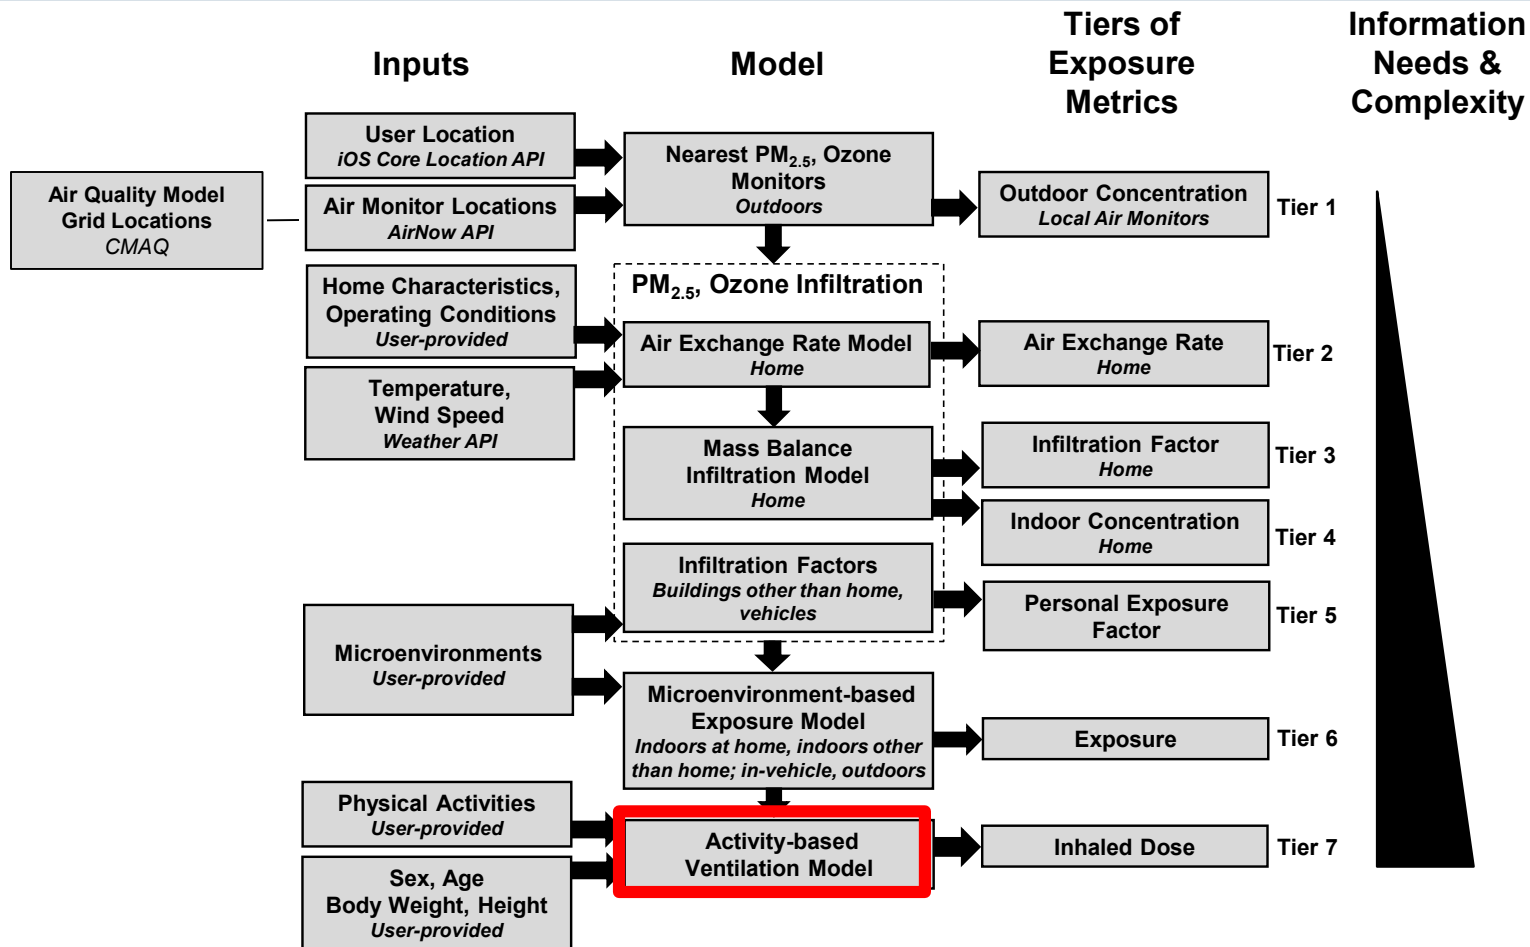 Inputs
Model
Tiers of
Exposure
Metrics
Information
Needs &
Complexity
Air Quality Model
Grid Locations
CMAQ
User Location
iOS Core Location API
Air Monitor Locations
AirNow API
Nearest PM2.5, Ozone
Monitors
Outdoors
Outdoor Concentration
Local Air Monitors
Tier 1
Home Characteristics,
Operating Conditions
User-provided
Temperature,
Wind Speed
Weather API
PM2.5, Ozone Infiltration
Air Exchange Rate Model
Home
Air Exchange Rate
Home
Tier 2
Mass Balance
Infiltration Model
Home
Infiltration Factor
Home
Tier 3
Indoor Concentration
Home
Tier 4
Infiltration Factors
Buildings other than home,
vehicles
Personal Exposure
Factor
Tier 5
Microenvironments
User-provided
Microenvironment-based
Exposure Model
Indoors at home, indoors other
than home; in-vehicle, outdoors
Exposure
Tier 6
Physical Activities
User-provided
Sex, Age
Body Weight, Height
User-provided
Activity-based
Ventilation Model
Inhaled Dose
Tier 7